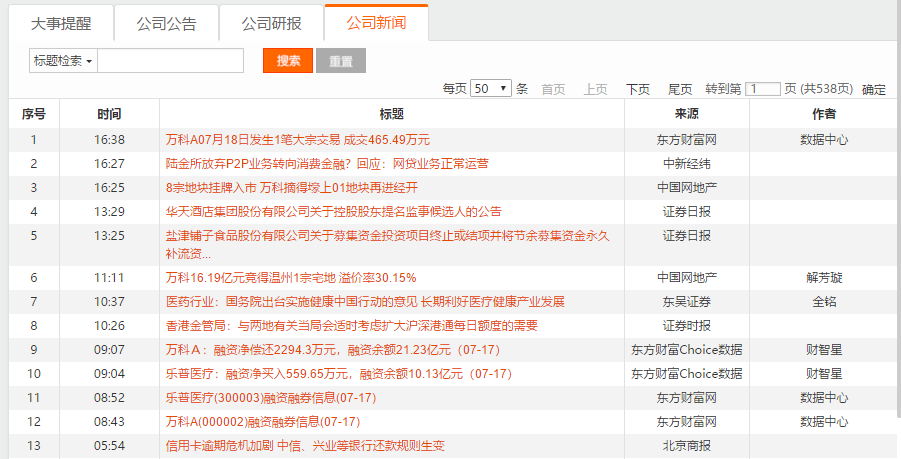 大事提醒 公司公告 公司研报 公司新闻
标题检索 搜索 重置
每页 50 条 首页 上页 下页 尾页 转到第 1 页 (共538页) 确定
序号 时间 标题 来源 作者
1 16:38 万科A07月18日发生1笔大宗交易 成交465.49万元 东方财富网 数据中心
2 16:27 陆金所放弃P2P业务转向消费金融？回应：网贷业务正常运营 中新经纬
3 16:25 8宗地块挂牌入市 万科摘得墋上01地块再进经开 中国网地产
4 13:29 华天酒店集团股份有限公司关于控股股东提名监事候选人的公告 证券日报
5 13:25 盐津铺子食品股份有限公司关于募集资金投资项目终止或结项并将节余募集资金永久 证券日报
补流资...
6 11:11 万科16.19亿元竞得温州1宗宅地 溢价率30.15% 中国网地产 解芳漩
7 10:37 医药行业：国务院出台实施健康中国行动的意见 长期利好医疗健康产业发展 东吴证券 全铭
8 10:26 香港金管局：与两地有关当局会适时考虑扩大沪深港通每日额度的需要 证券时报
9 09:07 万科Ａ：融资净偿还2294.3万元，融资余额21.23亿元（07-17） 东方财富Choice数据 财智星
10 09:04 乐普医疗：融资净买入559.65万元，融资余额10.13亿元（07-17） 东方财富Choice数据 财智星
11 08:52 乐普医疗(300003)融资融券信息(07-17) 东方财富网 数据中心
12 08:43 万科A(000002)融资融券信息(07-17) 东方财富网 数据中心
13 05:54 信用卡逾期危机加剧 中信、兴业等银行还款规则生变 北京商报